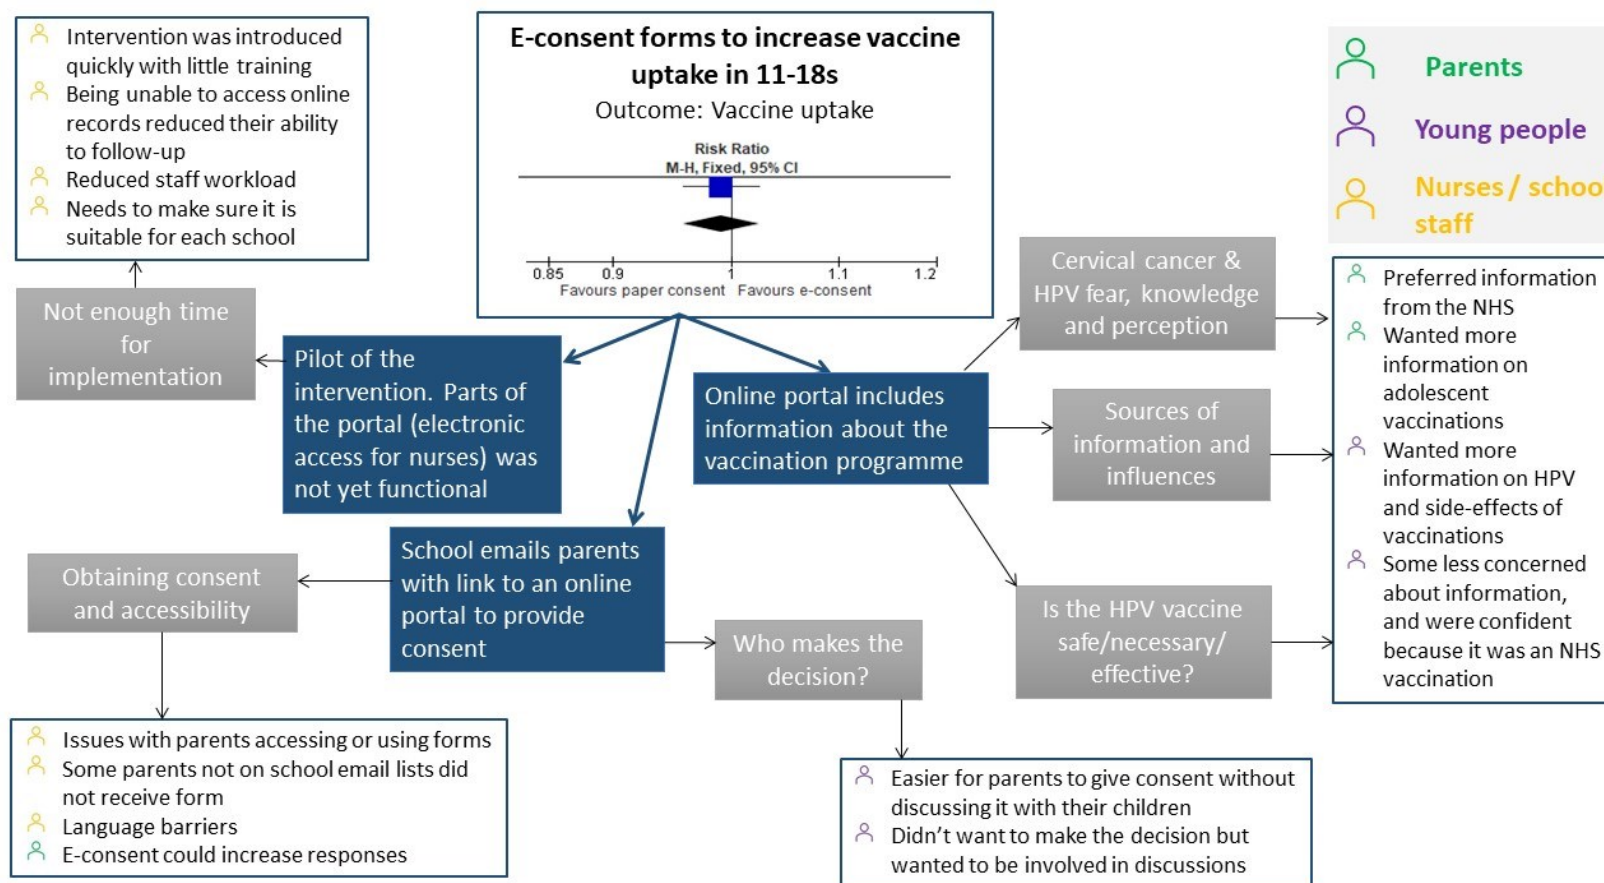 Intervention was introduced
quickly with little training
Being unable to access online
records reduced their ability
to follow-up
Reduced staff workload
Needs to make sure it is
suitable for each school
E-consent forms to increase vaccine
uptake in 11-18s
Outcome: Vaccine uptake
Risk Ratio
M-H, Fixed, 95% CI
0.85 0.9 1 1.1 1.2
Favours paper consent Favours e-consent
Parents
Young people
Nurses / schoo
staff
Not enough time
for
implementation
Pilot of the
intervention. Parts of
the portal (electronic
access for nurses) was
not yet functional
Online portal includes
information about the
vaccination programme
Cervical cancer &
HPV fear, knowledge
and perception
Sources of
information and
influences
Is the HPV vaccine
safe/necessary/
effective?
Preferred information
from the NHS
Wanted more
information on
adolescent
vaccinations
Wanted more
information on HPV
and side-effects of
vaccinations
Some less concerned
about information,
and were confident
because it was an NHS
vaccination
School emails parents
with link to an online
portal to provide
consent
Obtaining consent
and accessibility
Who makes the
decision?
Issues with parents accessing or using forms
Some parents not on school email lists did
not receive form
Language barriers
E-consent could increase responses
Easier for parents to give consent without
discussing it with their children
Didn't want to make the decision but
wanted to be involved in discussions